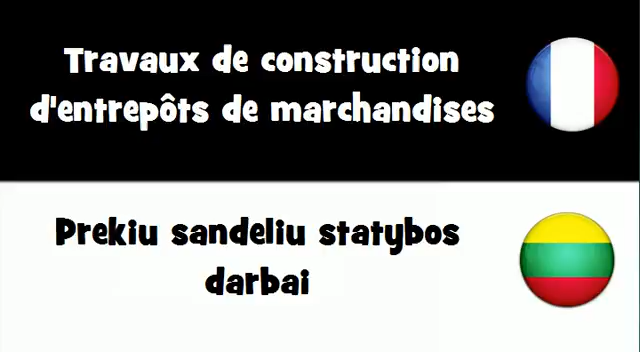 Travaux de construction
d'entrepôts de marchandises
Prekiu sandeliu statybos
darbai